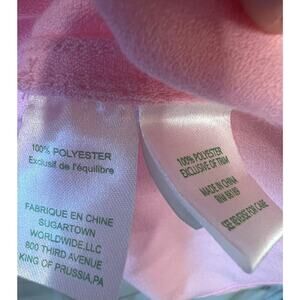 100% POLYESTER
Exclusif de l'équilibre
FABRIQUE EN CHINE
SUGARTOWN
WORLDWIDE,LLC
800 THIRD AVENUE
KING OF PRUSSIA,PA
100% POLYESTER
EXCLUSIVE OF TRIM
MADE IN CHINA
SEE REVERSE FOR CARE